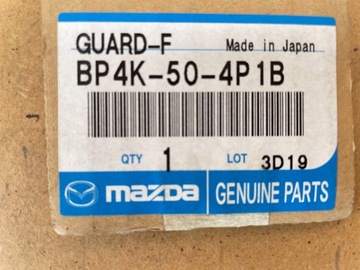 GUARD-F Made in Japan
BP4K-50-4P1B
QTY 1 LOT 3D19
mazda GENUINE PARTS